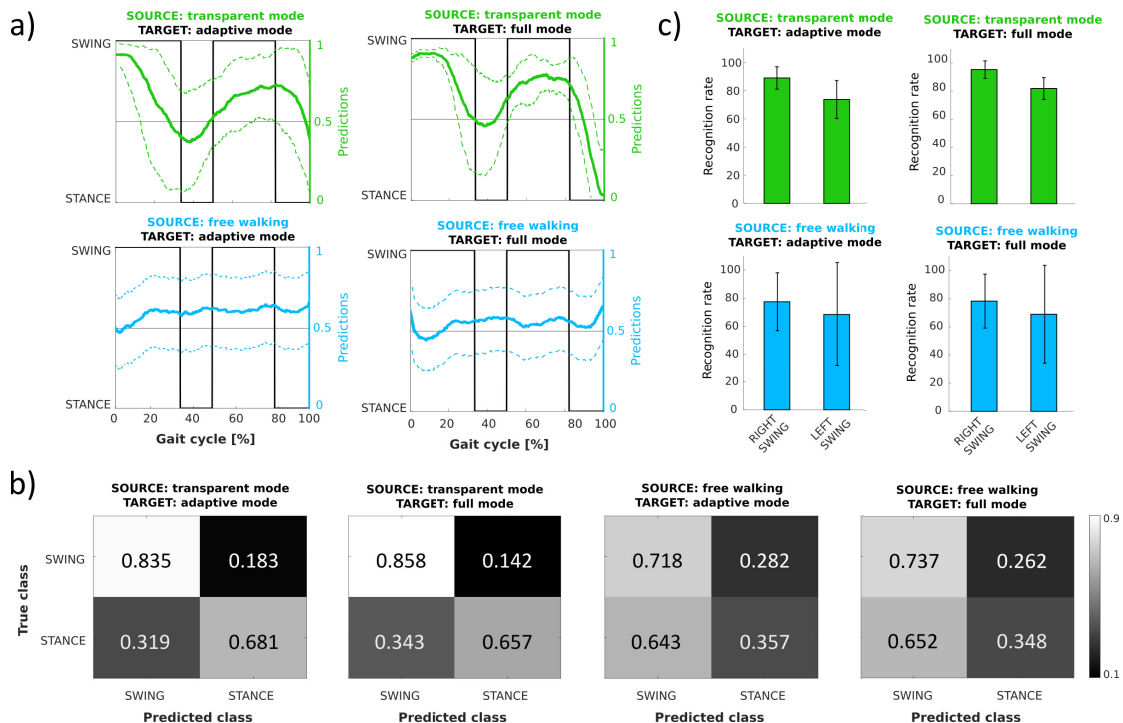 a)
SOURCE: transparent mode
TARGET: adaptive mode
SWING
STANCE
1
0.5
0
Predictions
SOURCE: transparent mode
TARGET: full mode
SWING
STANCE
1
0.5
0
Predictions
SOURCE: free walking
TARGET: adaptive mode
SWING
STANCE
1
0.5
0
Predictions
0 20 40 60 80 100
Gait cycle [%]
SOURCE: free walking
TARGET: full mode
SWING
STANCE
1
0.5
0
Predictions
0 20 40 60 80 100
Gait cycle [%]
c)
SOURCE: transparent mode
TARGET: adaptive mode
Recognition rate
100
80
60
40
20
0
SOURCE: transparent mode
TARGET: full mode
Recognition rate
100
80
60
40
20
0
SOURCE: free walking
TARGET: adaptive mode
Recognition rate
100
80
60
40
20
0
RIGHT
SWING
LEFT
SWING
SOURCE: free walking
TARGET: full mode
Recognition rate
100
80
60
40
20
0
RIGHT
SWING
LEFT
SWING
b)
True class
SOURCE: transparent mode
TARGET: adaptive mode
SWING
0.835 0.183
STANCE
0.319 0.681
SWING STANCE
Predicted class
SOURCE: transparent mode
TARGET: full mode
0.858 0.142
0.343 0.657
SWING STANCE
Predicted class
SOURCE: free walking
TARGET: adaptive mode
0.718 0.282
0.643 0.357
SWING STANCE
Predicted class
SOURCE: free walking
TARGET: full mode
0.737 0.262
0.652 0.348
SWING STANCE
Predicted class
0.9
0.1